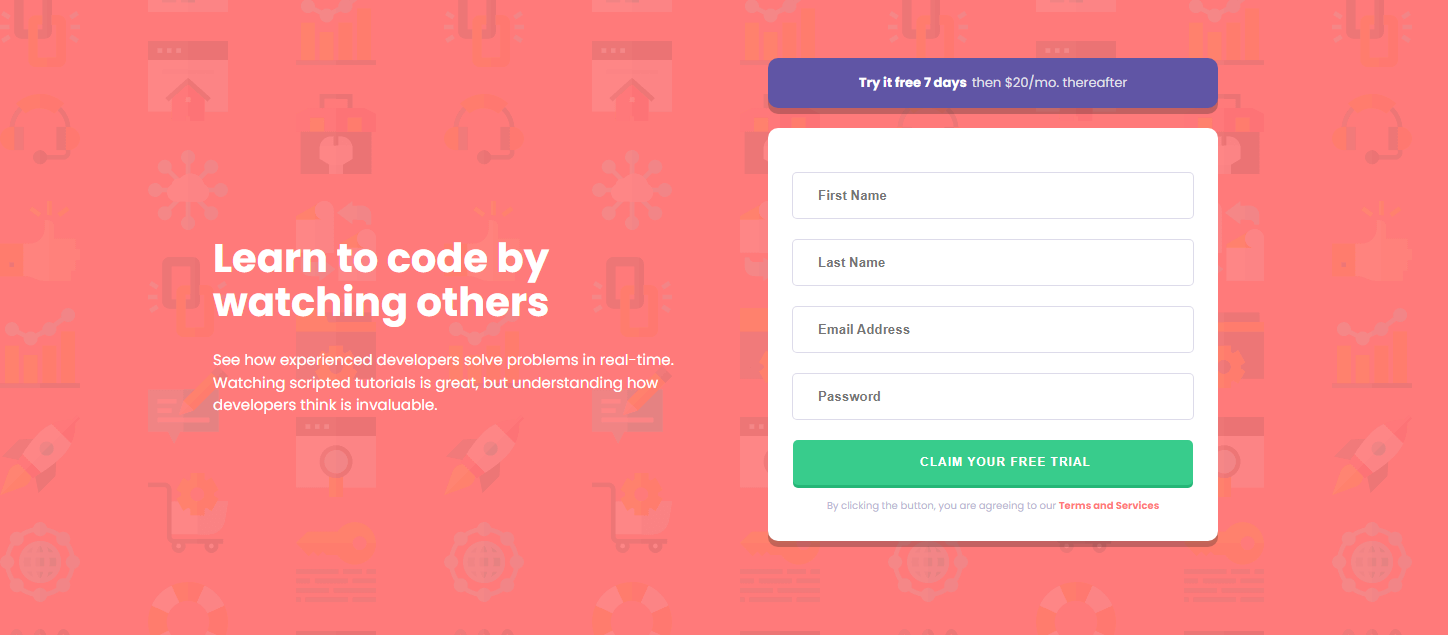 Try it free 7 days then $20/mo. thereafter
Learn to code by
watching others
See how experienced developers solve problems in real-time.
Watching scripted tutorials is great, but understanding how
developers think is invaluable.
First Name
Last Name
Email Address
Password
CLAIM YOUR FREE TRIAL
By clicking the button, you are agreeing to our Terms and Services